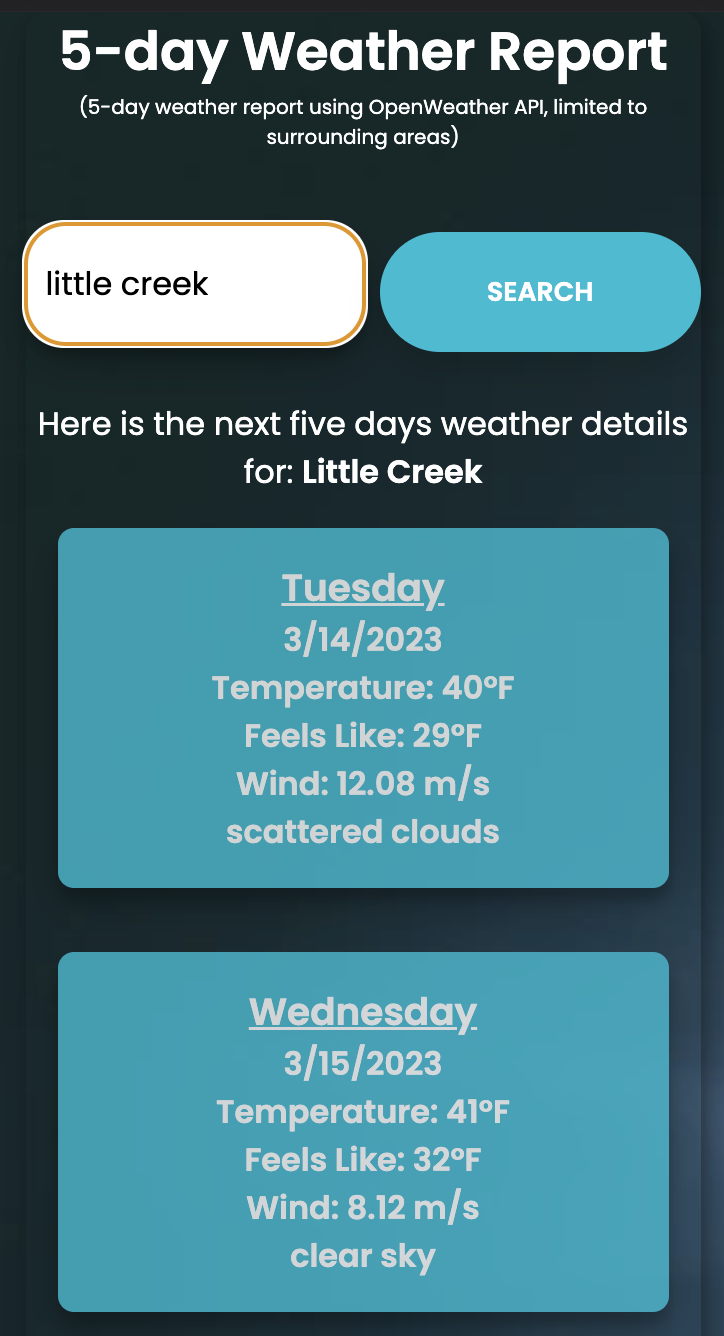 5-day Weather Report
(5-day weather report using OpenWeather API, limited to
surrounding areas)
little creek
SEARCH
Here is the next five days weather details
for: Little Creek
Tuesday
3/14/2023
Temperature: 40°F
Feels Like: 29°F
Wind: 12.08 m/s
scattered clouds
Wednesday
3/15/2023
Temperature: 41°F
Feels Like: 32°F
Wind: 8.12 m/s
clear sky